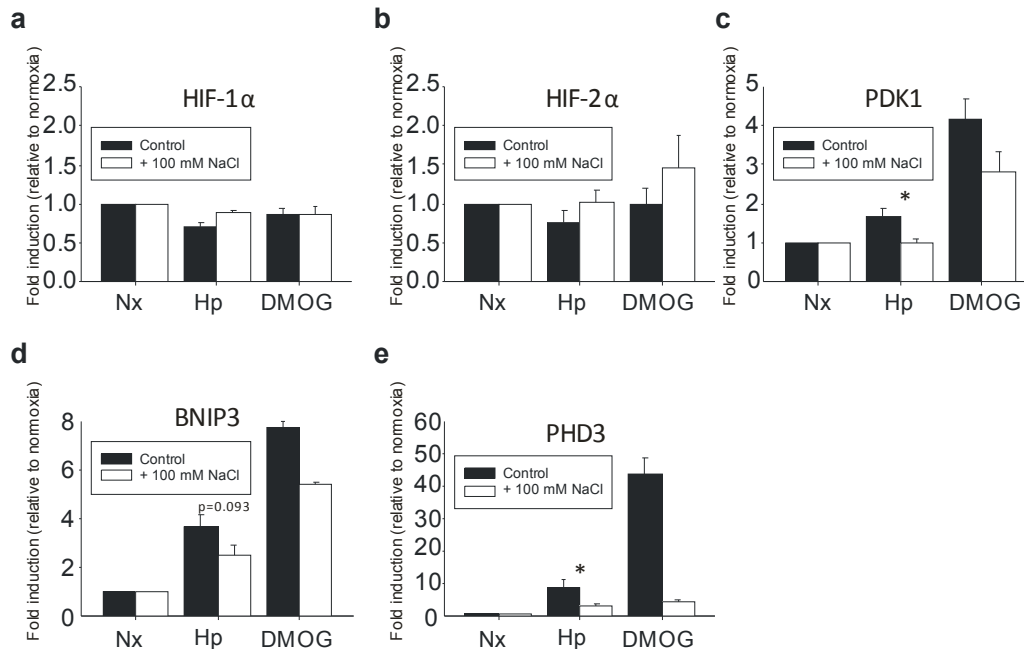 a
Fold induction (relative to normoxia)
2.5
2.0
1.5
1.0
0.5
0.0
HIF-1α
Control
+ 100 mM NaCl
Nx Hp DMOG
b
Fold induction (relative to normoxia)
2.5
2.0
1.5
1.0
0.5
0.0
HIF-2α
Control
+ 100 mM NaCl
Nx Hp DMOG
c
Fold induction (relative to normoxia)
5
4
3
2
1
0
PDK1
Control
+ 100 mM NaCl
*
Nx Hp DMOG
d
Fold induction (relative to normoxia)
8
6
4
2
0
BNIP3
Control
+ 100 mM NaCl
p=0.093
Nx Hp DMOG
e
Fold induction (relative to normoxia)
60
50
40
30
20
10
0
PHD3
Control
+ 100 mM NaCl
*
Nx Hp DMOG